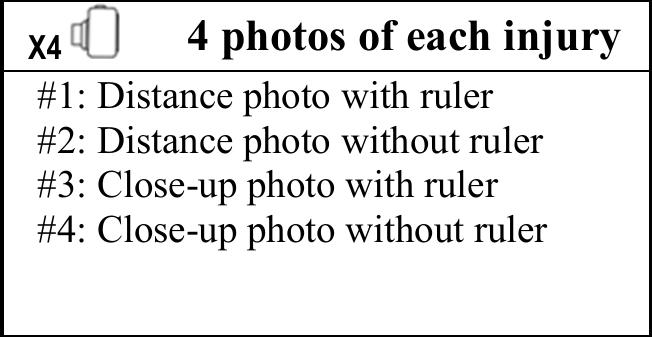 X4 4 photos of each injury
#1: Distance photo with ruler
#2: Distance photo without ruler
#3: Close-up photo with ruler
#4: Close-up photo without ruler